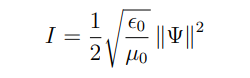 I = \frac{1}{2} \sqrt{\frac{\epsilon_0}{\mu_0}} \|\Psi\|^2